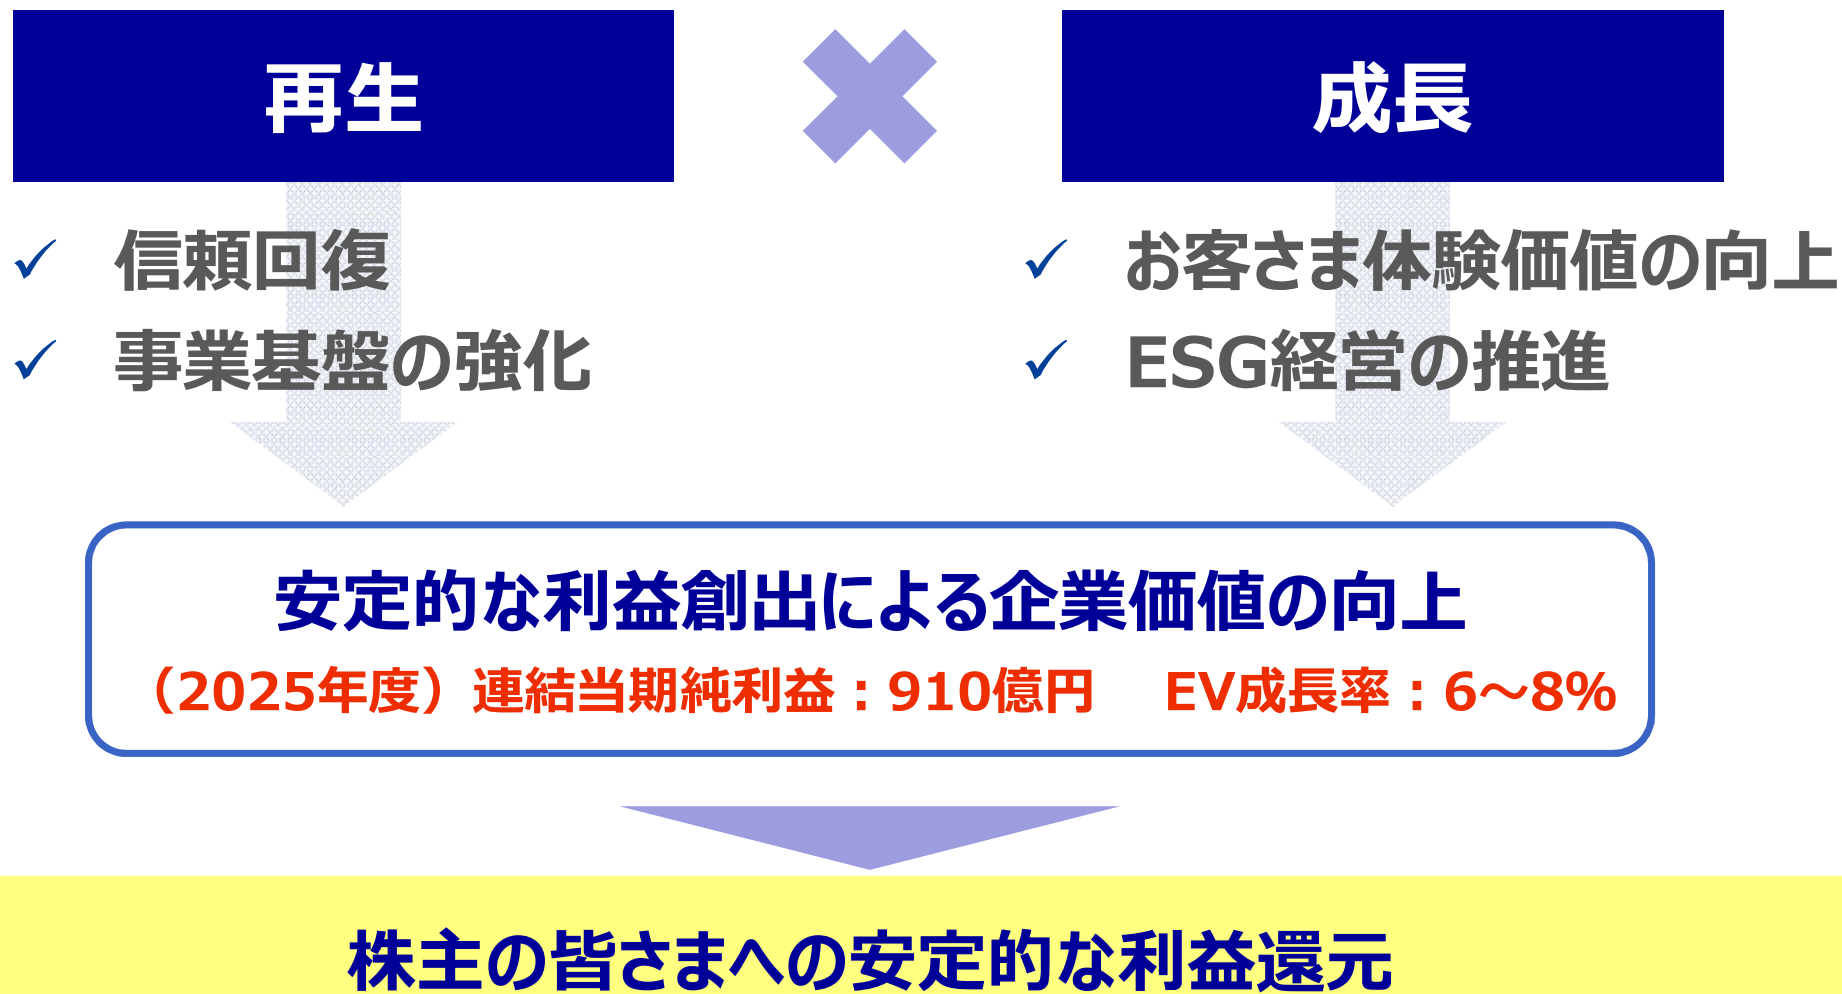 再生
成長
✓ 信頼回復
✓ 事業基盤の強化
✓ お客さま体験価値の向上
✓ ESG経営の推進
安定的な利益創出による企業価値の向上
（2025年度）連結当期純利益：910億円　EV成長率：6～8%
株主の皆さまへの安定的な利益還元